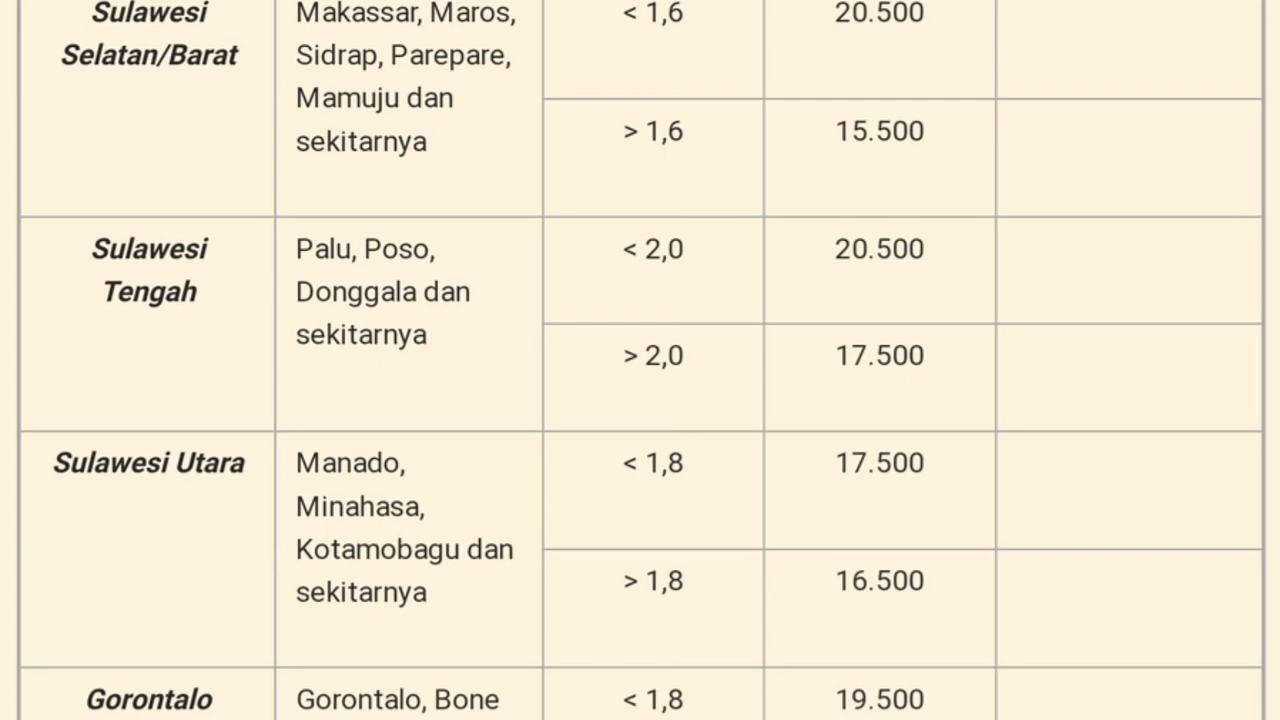 Sulawesi
Selatan/Barat
Makassar, Maros,
Sidrap, Parepare,
Mamuju dan
sekitarnya
< 1,6
20.500
> 1,6
15.500
Sulawesi
Tengah
Palu, Poso,
Donggala dan
sekitarnya
< 2,0
20.500
> 2,0
17.500
Sulawesi Utara
Manado,
Minahasa,
Kotamobagu dan
sekitarnya
< 1,8
17.500
> 1,8
16.500
Gorontalo
Gorontalo, Bone
< 1,8
19.500